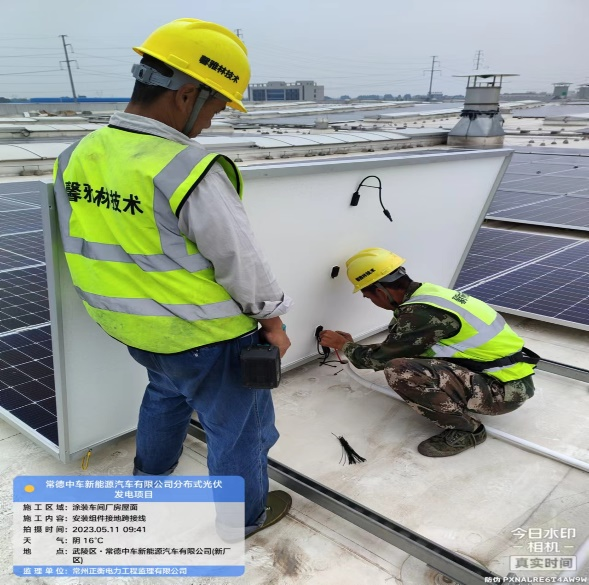 馨雅林技术
馨雅林技术
常德中车新能源汽车有限公司分布式光伏
发电项目
施工区域：涂装车间厂房屋面
施工内容：安装组件接地跨接线
拍摄时间：2023.05.11 09:41
天 气：阴 16℃
地 点：武陵区·常德中车新能源汽车有限公司(新厂
区)
监理单位：常州正衡电力工程监理有限公司
今日水印
相机
真实时间
防伪 PXNALRE6T4AW9W